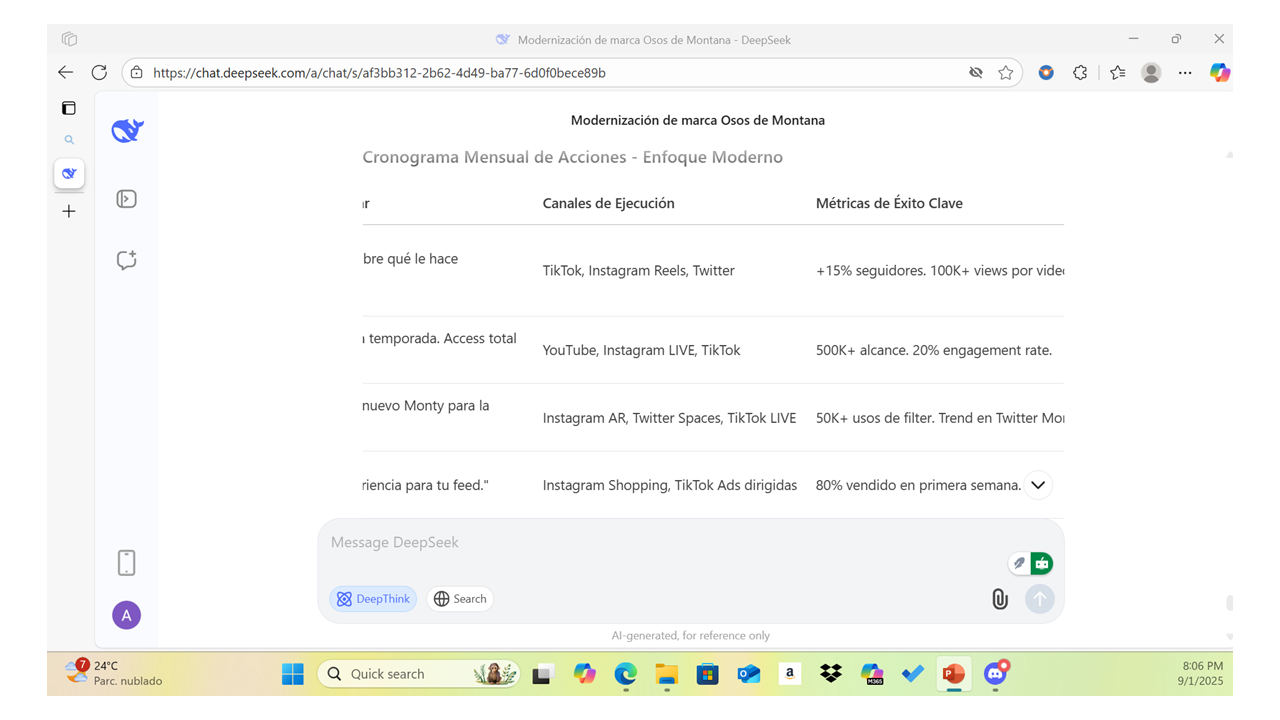 Modernización de marca Osos de Montana - DeepSeek
https://chat.deepseek.com/a/chat/s/af3bb312-2b62-4d49-ba77-6d0f0bece89b
Modernización de marca Osos de Montana
Cronograma Mensual de Acciones - Enfoque Moderno
ar Canales de Ejecución Métricas de Éxito Clave
bre qué le hace
TikTok, Instagram Reels, Twitter +15% seguidores. 100K+ views por video
temporada. Access total
YouTube, Instagram LIVE, TikTok 500K+ alcance. 20% engagement rate.
nuevo Monty para la
Instagram AR, Twitter Spaces, TikTok LIVE 50K+ usos de filter. Trend en Twitter Mo
riencia para tu feed." Instagram Shopping, TikTok Ads dirigidas 80% vendido en primera semana.
Message DeepSeek
DeepThink Search
A
AI-generated, for reference only
7
24°C
Parc. nublado
Quick search
a
M365
P
8:06 PM
9/1/2025